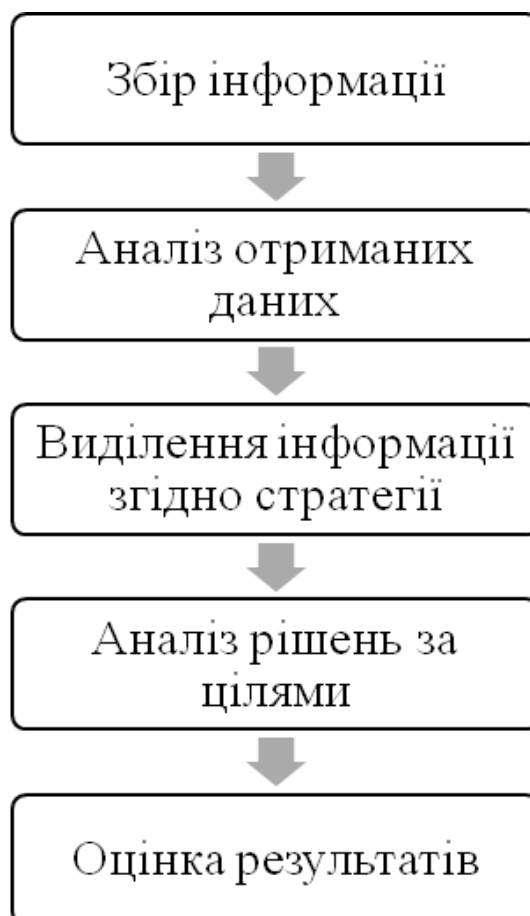 Збір інформації
Аналіз отриманих
даних
Виділення інформації
згідно стратегії
Аналіз рішень за
цілями
Оцінка результатів